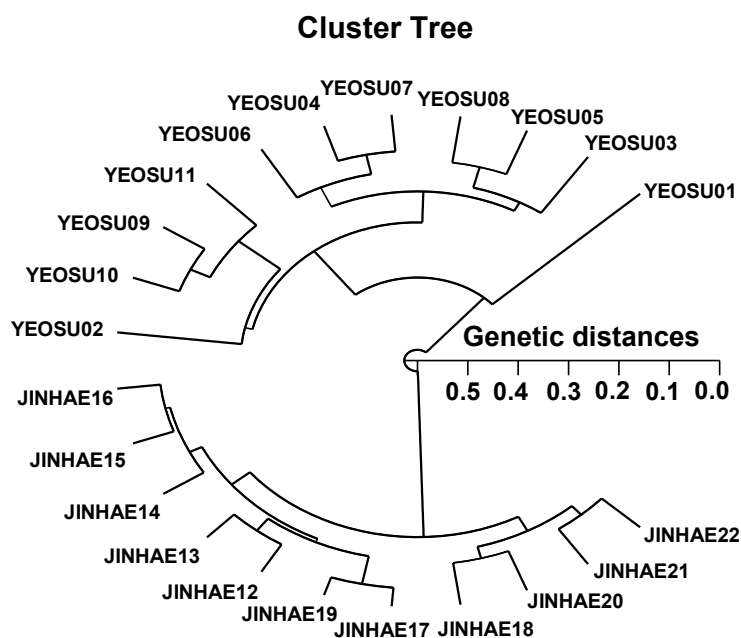 Cluster Tree
YEOSU07
YEOSU04
YEOSU08
YEOSU06
YEOSU05
YEOSU03
YEOSU11
YEOSU01
YEOSU09
YEOSU10
YEOSU02
Genetic distances
0.5 0.4 0.3 0.2 0.1 0.0
JINHAE16
JINHAE15
JINHAE14
JINHAE22
JINHAE13
JINHAE21
JINHAE12
JINHAE20
JINHAE19
JINHAE17
JINHAE18